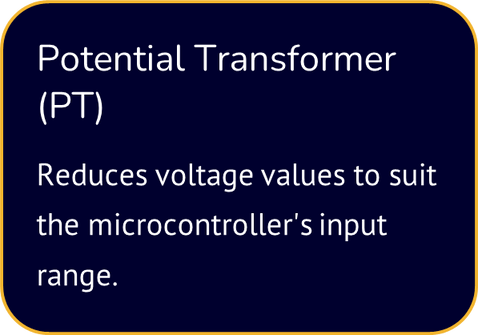 Potential Transformer
(PT)
Reduces voltage values to suit
the microcontroller's input
range.